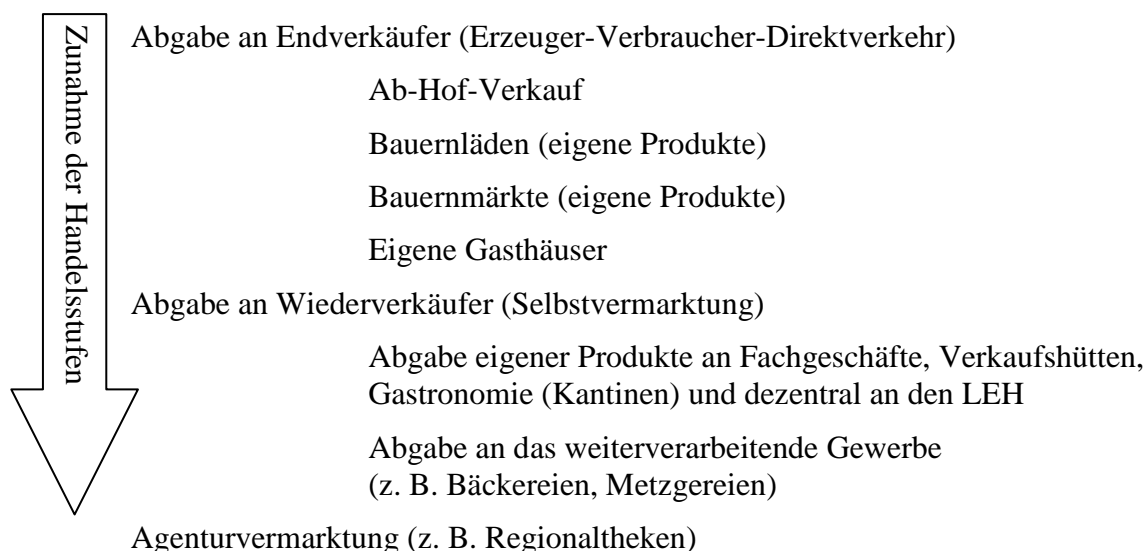 Zunahme der Handelsstufen
Abgabe an Endverkäufer (Erzeuger-Verbraucher-Direktverkehr)
Ab-Hof-Verkauf
Bauernläden (eigene Produkte)
Bauernmärkte (eigene Produkte)
Eigene Gasthäuser
Abgabe an Wiederverkäufer (Selbstvermarktung)
Abgabe eigener Produkte an Fachgeschäfte, Verkaufshütten,
Gastronomie (Kantinen) und dezentral an den LEH
Abgabe an das weiterverarbeitende Gewerbe
(z. B. Bäckereien, Metzgereien)
Agenturvermarktung (z. B. Regionaltheken)